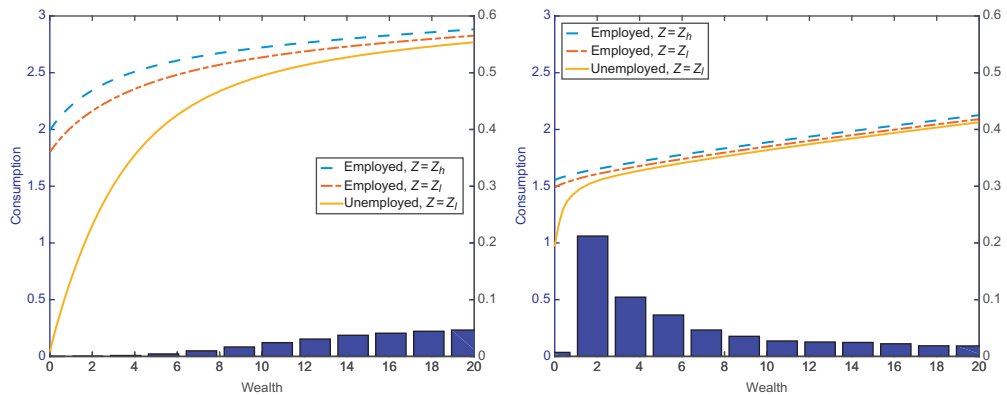 3
2.5
2
1.5
1
0.5
0
0.6
0.5
0.4
0.3
0.2
0.1
0
0 2 4 6 8 10 12 14 16 18 20
Consumption
Wealth
Employed, Z = Z_h
Employed, Z = Z_l
Unemployed, Z = Z_l
3
2.5
2
1.5
1
0.5
0
0.6
0.5
0.4
0.3
0.2
0.1
0
0 2 4 6 8 10 12 14 16 18 20
Consumption
Wealth
Employed, Z = Z_h
Employed, Z = Z_l
Unemployed, Z = Z_l